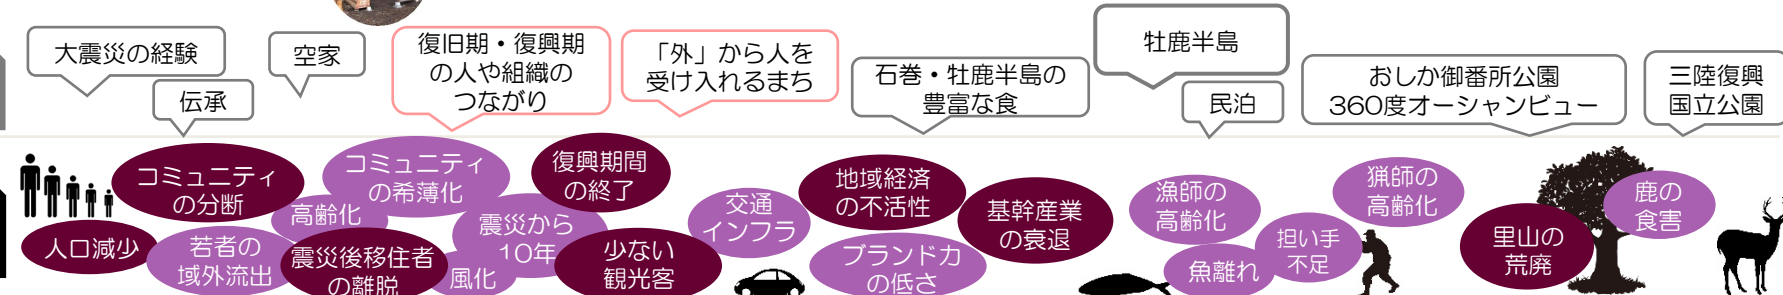 大震災の経験
空家
伝承
復旧期・復興期
の人や組織の
つながり
「外」から人を
受け入れるまち
石巻・牡鹿半島の
豊富な食
牡鹿半島
民泊
おしか御番所公園
360度オーシャンビュー
三陸復興
国立公園
コミュニティ
の分断
人口減少
若者の
域外流出
高齢化
コミュニティ
の希薄化
震災後移住者
の離脱
風化
震災から
10年
復興期間
の終了
少ない
観光客
交通
インフラ
地域経済
の不活性
ブランド力
の低さ
基幹産業
の衰退
漁師の
高齢化
魚離れ
担い手
不足
猟師の
高齢化
里山の
荒廃
鹿の
食害